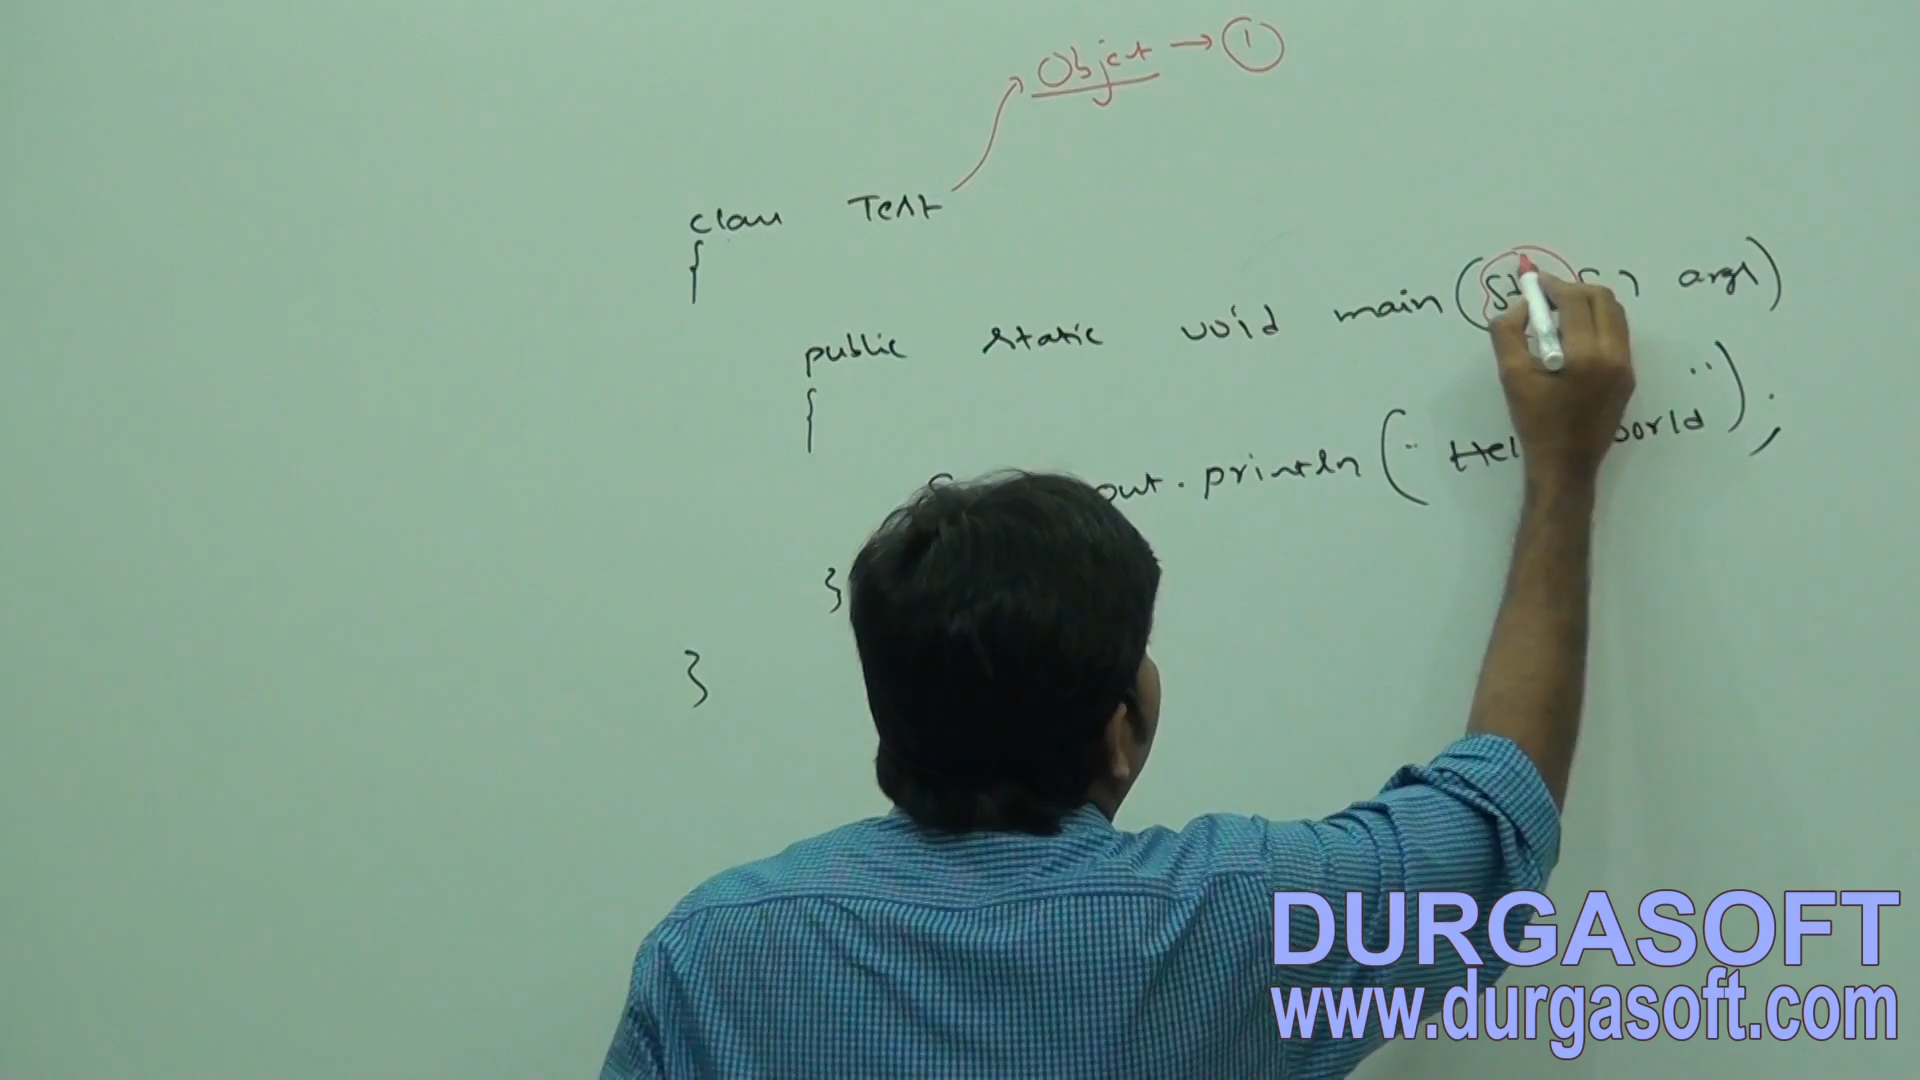 Object → 1
class Test
{
public static void main( [] args)
{
out.println(" world");
}
}
DURGASOFT
www.durgasoft.com